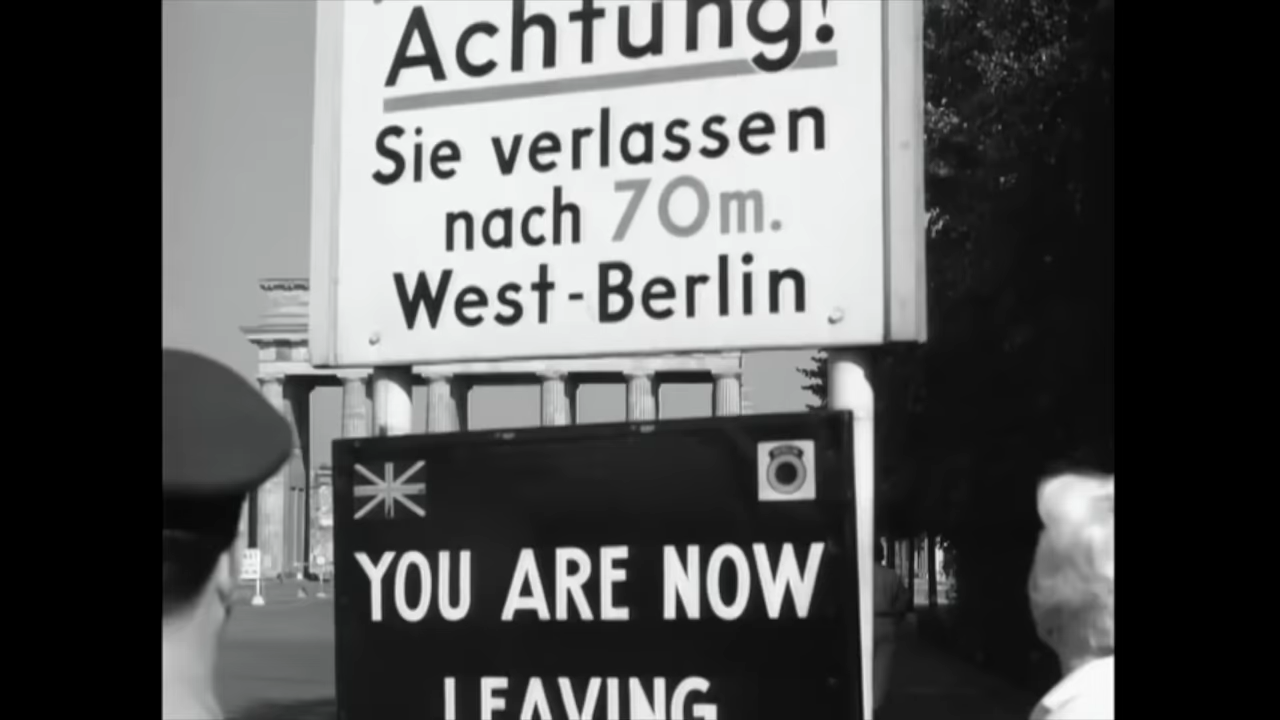 Achtung!
Sie verlassen
nach 70m.
West-Berlin
YOU ARE NOW
LEAVING